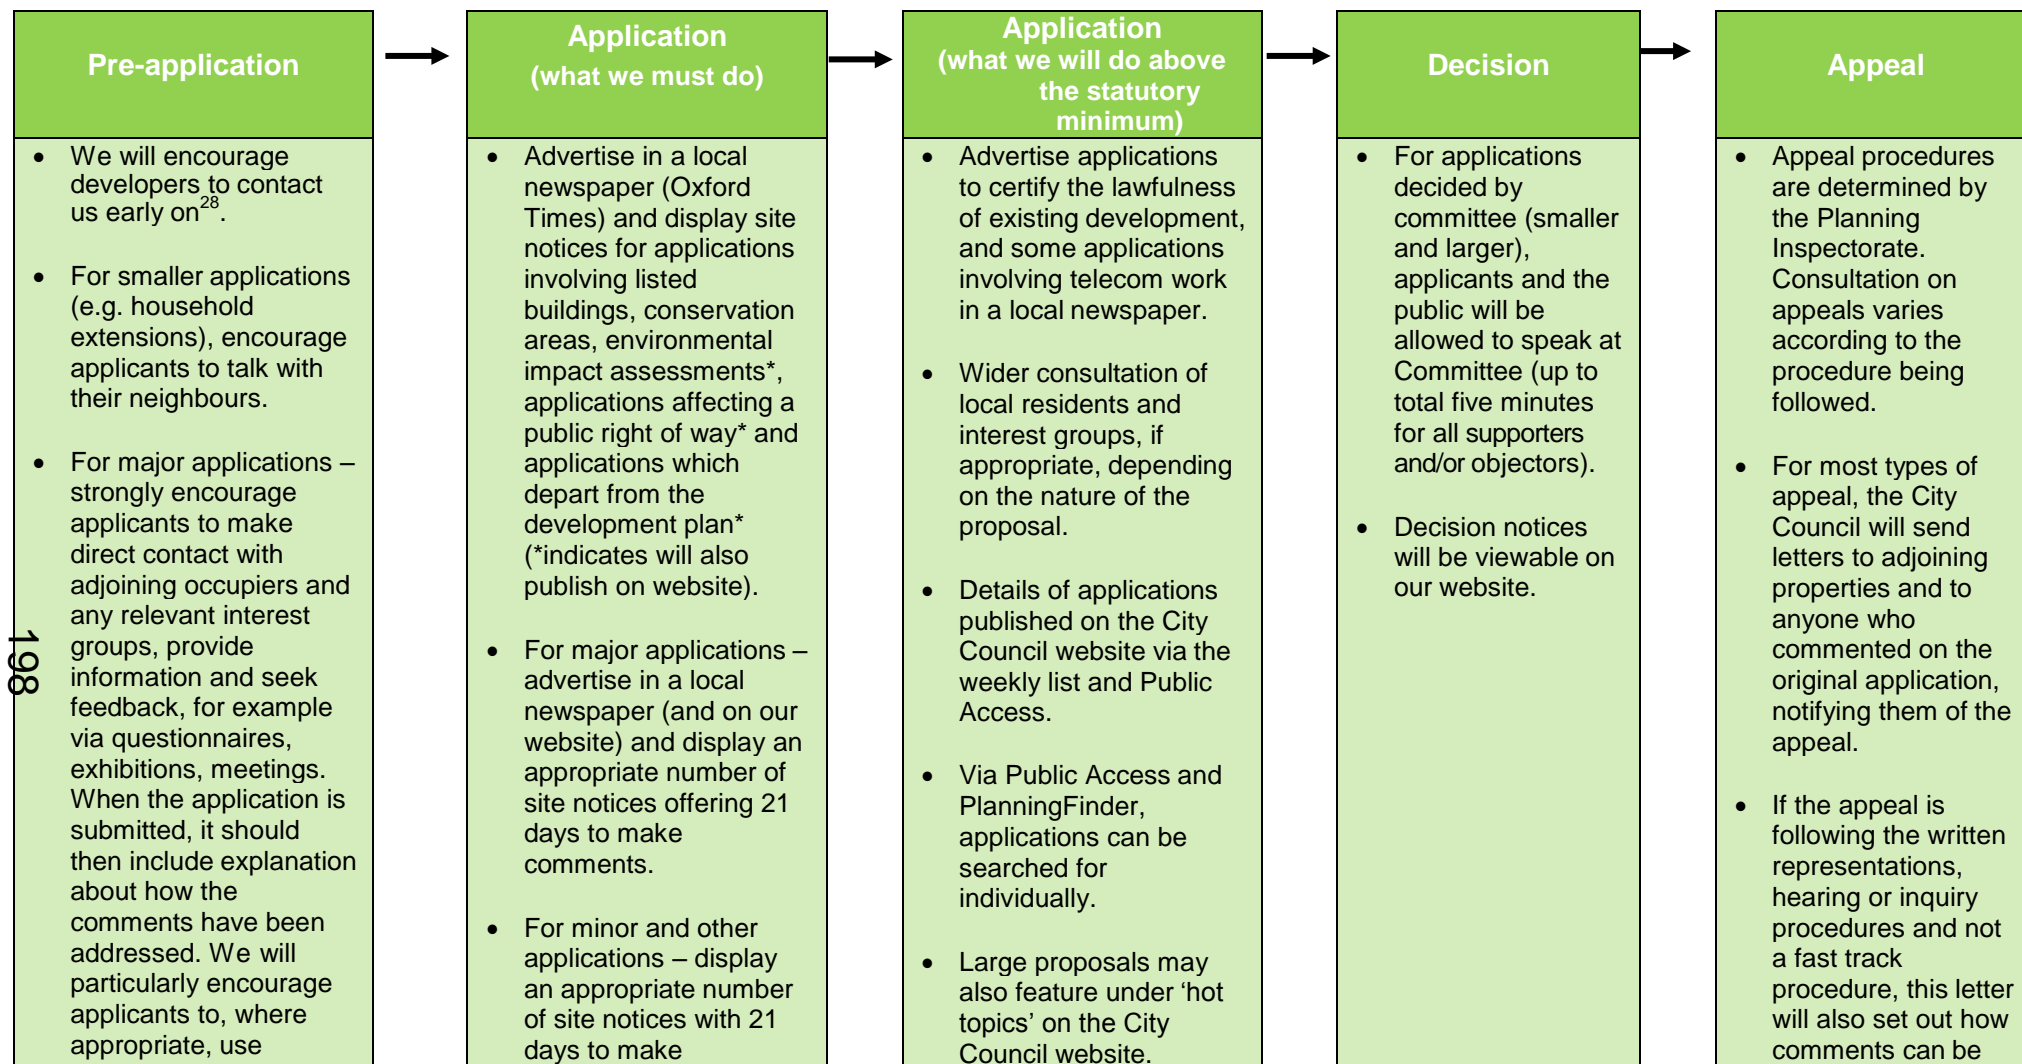 Pre-application
We will encourage
developers to contact
us early on28.
For smaller applications
(e.g. household
extensions), encourage
applicants to talk with
their neighbours.
For major applications –
strongly encourage
applicants to make
direct contact with
adjoining occupiers and
any relevant interest
groups, provide
information and seek
feedback, for example
via questionnaires,
exhibitions, meetings.
When the application is
submitted, it should
then include explanation
about how the
comments have been
addressed. We will
particularly encourage
applicants to, where
appropriate, use
198
Application
(what we must do)
Advertise in a local
newspaper (Oxford
Times) and display site
notices for applications
involving listed
buildings, conservation
areas, environmental
impact assessments*,
applications affecting a
public right of way* and
applications which
depart from the
development plan*
(*indicates will also
publish on website).
For major applications –
advertise in a local
newspaper (and on our
website) and display an
appropriate number of
site notices offering 21
days to make
comments.
For minor and other
applications – display
an appropriate number
of site notices with 21
days to make
Application
(what we will do above
the statutory
minimum)
Advertise applications
to certify the lawfulness
of existing development,
and some applications
involving telecom work
in a local newspaper.
Wider consultation of
local residents and
interest groups, if
appropriate, depending
on the nature of the
proposal.
Details of applications
published on the City
Council website via the
weekly list and Public
Access.
Via Public Access and
PlanningFinder,
applications can be
searched for
individually.
Large proposals may
also feature under ‘hot
topics’ on the City
Council website.
Decision
For applications
decided by
committee (smaller
and larger),
applicants and the
public will be
allowed to speak at
Committee (up to
total five minutes
for all supporters
and/or objectors).
Decision notices
will be viewable on
our website.
Appeal
Appeal procedures
are determined by
the Planning
Inspectorate.
Consultation on
appeals varies
according to the
procedure being
followed.
For most types of
appeal, the City
Council will send
letters to adjoining
properties and to
anyone who
commented on the
original application,
notifying them of the
appeal.
If the appeal is
following the written
representations,
hearing or inquiry
procedures and not
a fast track
procedure, this letter
will also set out how
comments can be